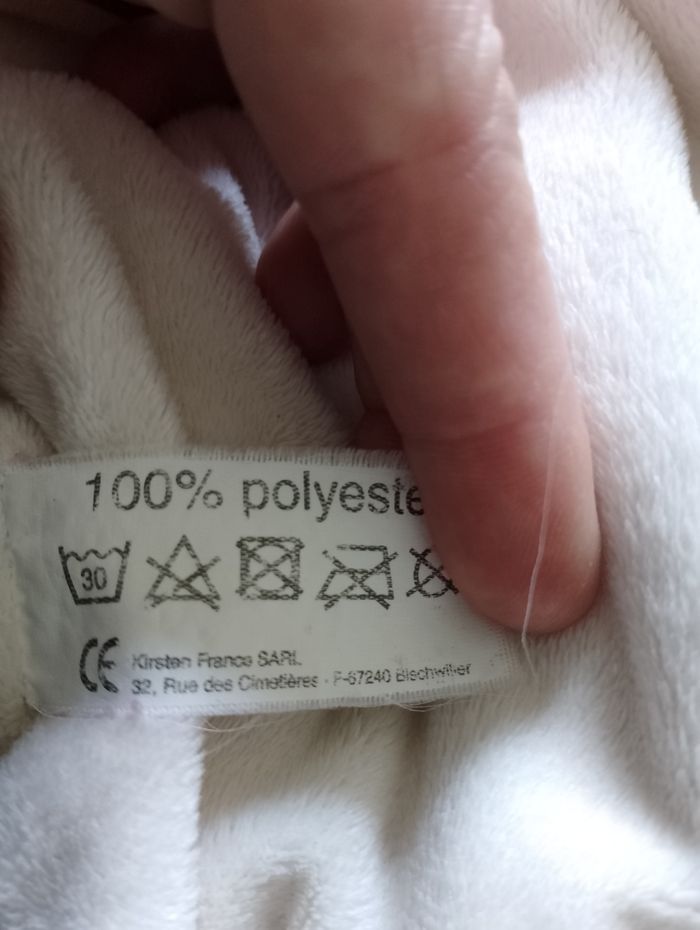 100% polyeste
30
CE Kirsten France SARL
32, Rue des Cimetières - F-67240 Bischwiller